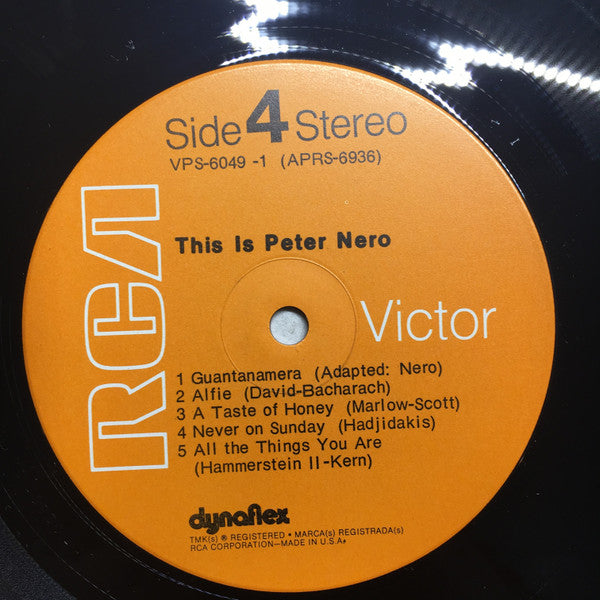 Side 4 Stereo
VPS-6049 -1 (APRS-6936)
RCA
This Is Peter Nero
Victor
1 Guantanamera (Adapted: Nero)
2 Alfie (David-Bacharach)
3 A Taste of Honey (Marlow-Scott)
4 Never on Sunday (Hadjidakis)
5 All the Things You Are
(Hammerstein II-Kern)
dynaflex
TMK(s) ® REGISTERED • MARCA(s) REGISTRADA(s)
RCA CORPORATION—MADE IN U.S.A.